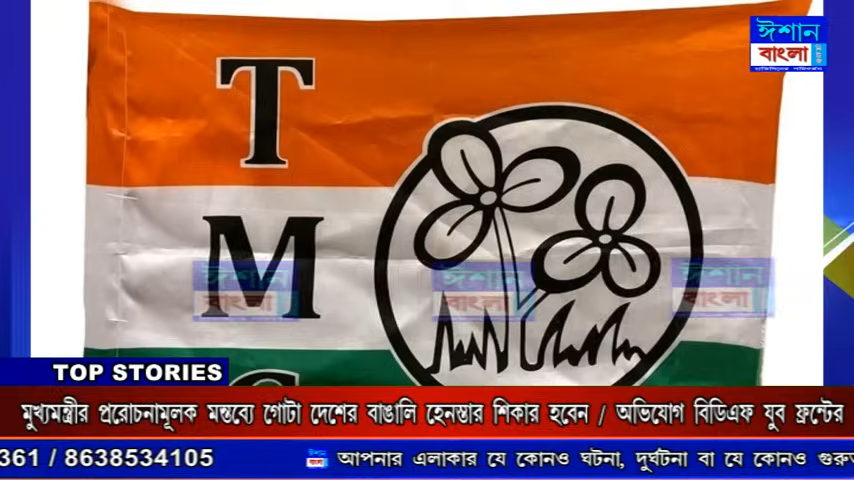 ঈশান
বাংলা
T
M
ঈশান
বাংলা
ঈশান
বাংলা
ঈশান
বাংলা
TOP STORIES
মুখ্যমন্ত্রীর প্ররোচনামূলক মন্তব্যে গোটা দেশের বাঙালি হেনস্তার শিকার হবেন / অভিযোগ বিডিএফ যুব ফ্রন্টের
361 / 8638534105 আপনার এলাকার যে কোনও ঘটনা, দুর্ঘটনা বা যে কোনও